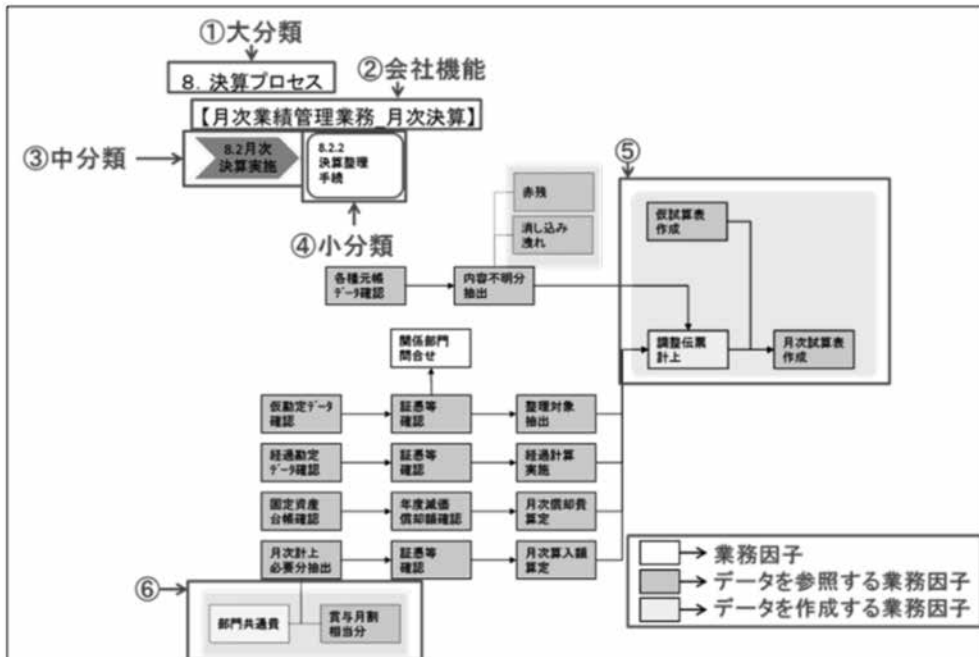 ①大分類
8. 決算プロセス
②会社機能
【月次業績管理業務_月次決算】
③中分類
8.2月次
決算実施
8.2.2
決算整理
手続
④小分類
⑤
赤残
消し込み
洩れ
仮試算表
作成
各種元帳
データ確認
内容不明分
抽出
関係部門
問合せ
調整伝票
計上
月次試算表
作成
仮勘定データ
確認
証憑等
確認
整理対象
抽出
経過勘定
データ確認
証憑等
確認
経過計算
実施
固定資産
台帳確認
年度減価
償却額確認
月次償却費
算定
月次計上
必要分抽出
証憑等
確認
月次算入額
算定
⑥
部門共通費
賞与月割
相当分
業務因子
データを参照する業務因子
データを作成する業務因子